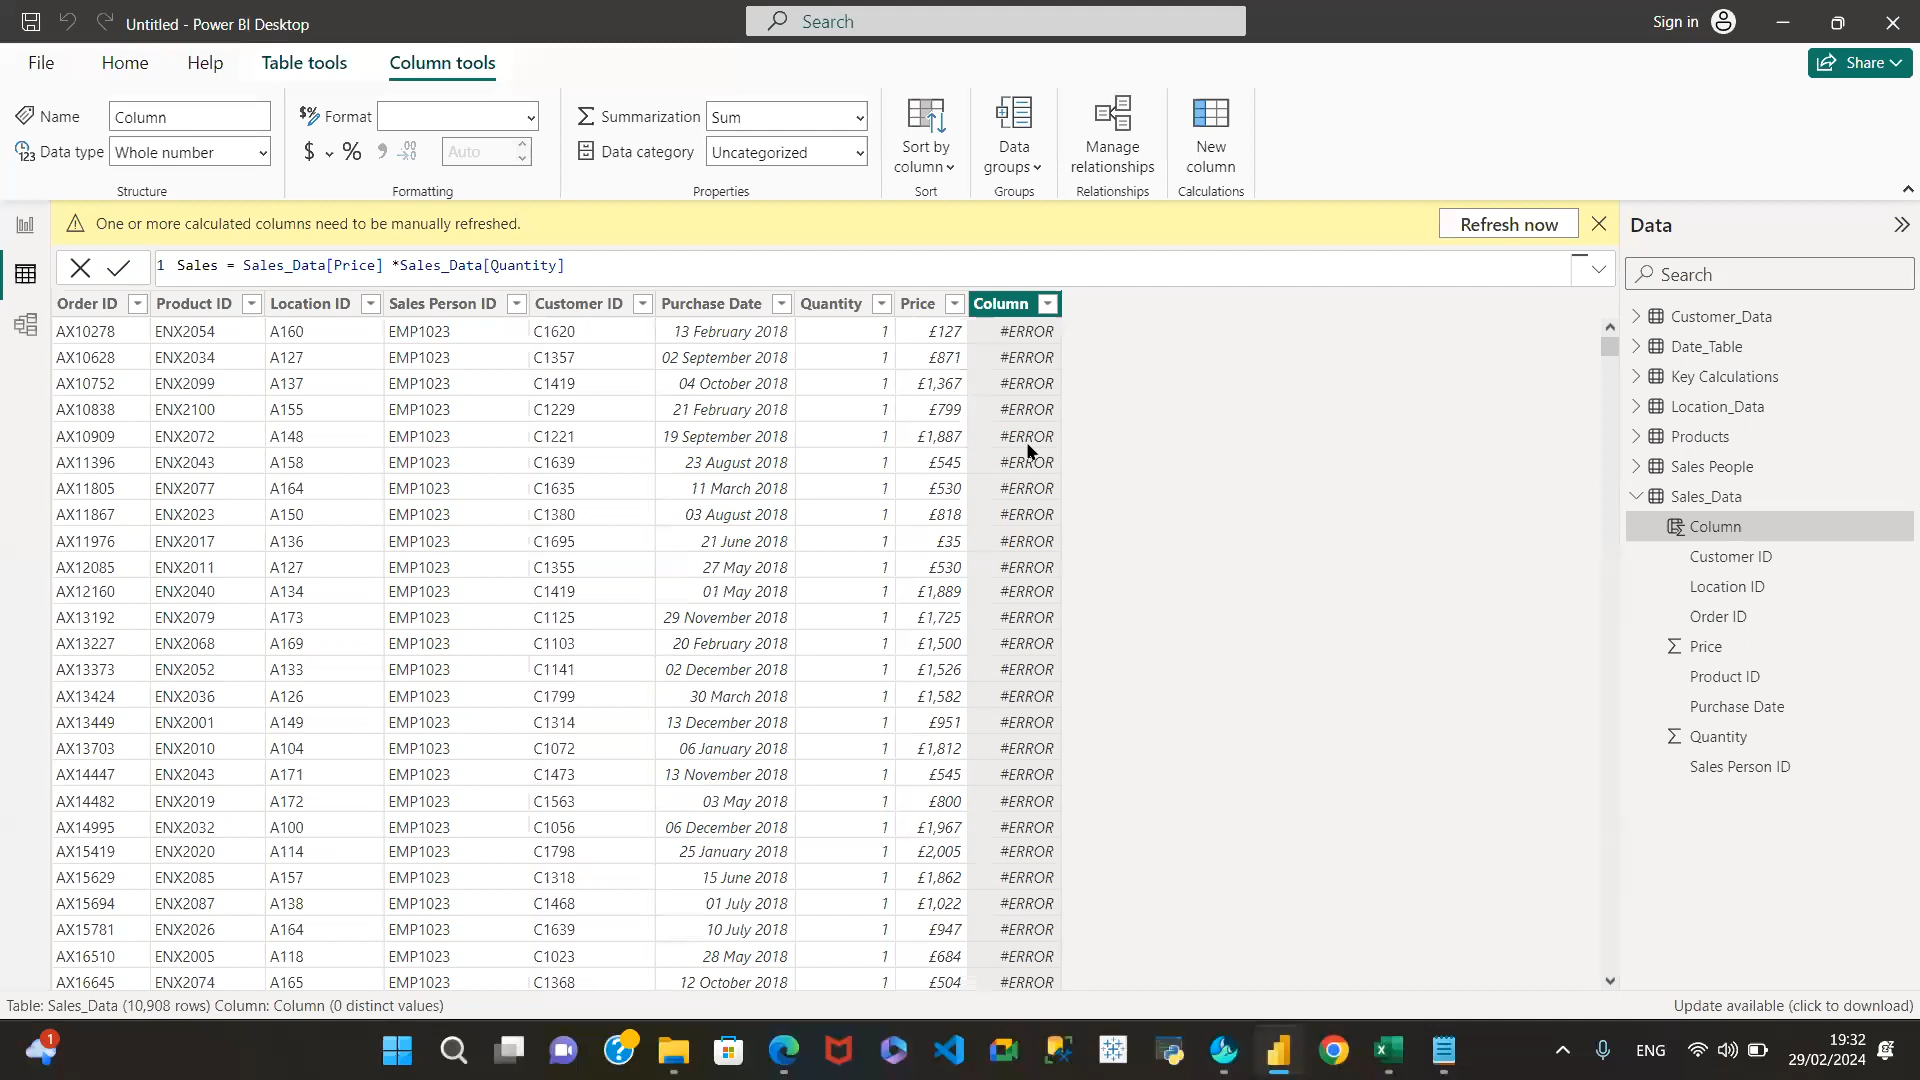 Untitled - Power BI Desktop
Search
Sign in
File Home Help Table tools Column tools
Share
Name Column
Format
Summarization Sum
Data type Whole number
$ % Auto
Data category Uncategorized
Sort by column
Data groups
Manage relationships
New column
Structure Formatting Properties Sort Groups Relationships Calculations
One or more calculated columns need to be manually refreshed.
Refresh now
1 Sales = Sales_Data[Price] *Sales_Data[Quantity]
Order ID Product ID Location ID Sales Person ID Customer ID Purchase Date Quantity Price Column
AX10278 ENX2054 A160 EMP1023 C1620 13 February 2018 1 £127 #ERROR
AX10628 ENX2034 A127 EMP1023 C1357 02 September 2018 1 £871 #ERROR
AX10752 ENX2099 A137 EMP1023 C1419 04 October 2018 1 £1,367 #ERROR
AX10838 ENX2100 A155 EMP1023 C1229 21 February 2018 1 £799 #ERROR
AX10909 ENX2072 A148 EMP1023 C1221 19 September 2018 1 £1,887 #ERROR
AX11396 ENX2043 A158 EMP1023 C1639 23 August 2018 1 £545 #ERROR
AX11805 ENX2077 A164 EMP1023 C1635 11 March 2018 1 £530 #ERROR
AX11867 ENX2023 A150 EMP1023 C1380 03 August 2018 1 £818 #ERROR
AX11976 ENX2017 A136 EMP1023 C1695 21 June 2018 1 £35 #ERROR
AX12085 ENX2011 A127 EMP1023 C1355 27 May 2018 1 £530 #ERROR
AX12160 ENX2040 A134 EMP1023 C1419 01 May 2018 1 £1,889 #ERROR
AX13192 ENX2079 A173 EMP1023 C1125 29 November 2018 1 £1,725 #ERROR
AX13227 ENX2068 A169 EMP1023 C1103 20 February 2018 1 £1,500 #ERROR
AX13373 ENX2052 A133 EMP1023 C1141 02 December 2018 1 £1,526 #ERROR
AX13424 ENX2036 A126 EMP1023 C1799 30 March 2018 1 £1,582 #ERROR
AX13449 ENX2001 A149 EMP1023 C1314 13 December 2018 1 £951 #ERROR
AX13703 ENX2010 A104 EMP1023 C1072 06 January 2018 1 £1,812 #ERROR
AX14447 ENX2043 A171 EMP1023 C1473 13 November 2018 1 £545 #ERROR
AX14482 ENX2019 A172 EMP1023 C1563 03 May 2018 1 £800 #ERROR
AX14995 ENX2032 A100 EMP1023 C1056 06 December 2018 1 £1,967 #ERROR
AX15419 ENX2020 A114 EMP1023 C1798 25 January 2018 1 £2,005 #ERROR
AX15629 ENX2085 A157 EMP1023 C1318 15 June 2018 1 £1,862 #ERROR
AX15694 ENX2087 A138 EMP1023 C1468 01 July 2018 1 £1,022 #ERROR
AX15781 ENX2026 A164 EMP1023 C1639 10 July 2018 1 £947 #ERROR
AX16510 ENX2005 A118 EMP1023 C1023 28 May 2018 1 £684 #ERROR
AX16645 ENX2074 A165 EMP1023 C1368 12 October 2018 1 £504 #ERROR
Data
Search
Customer_Data
Date_Table
Key Calculations
Location_Data
Products
Sales People
Sales_Data
Column
Customer ID
Location ID
Order ID
Price
Product ID
Purchase Date
Quantity
Sales Person ID
Table: Sales_Data (10,908 rows) Column: Column (0 distinct values)
Update available (click to download)
1
ENG
19:32
29/02/2024